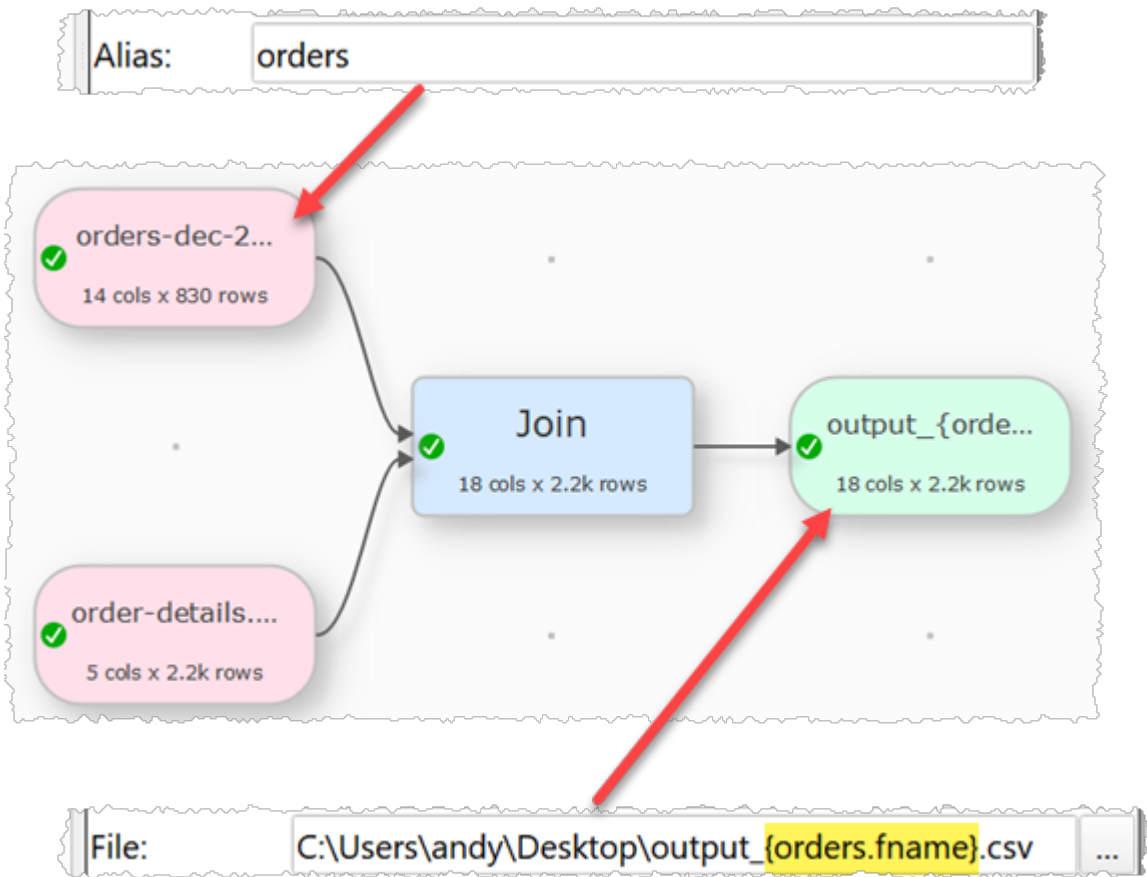 Alias: orders
orders-dec-2...
14 cols x 830 rows
Join
18 cols x 2.2k rows
output_{orde...
18 cols x 2.2k rows
order-details....
5 cols x 2.2k rows
File: C:\Users\andy\Desktop\output_{orders.fname}.csv ...